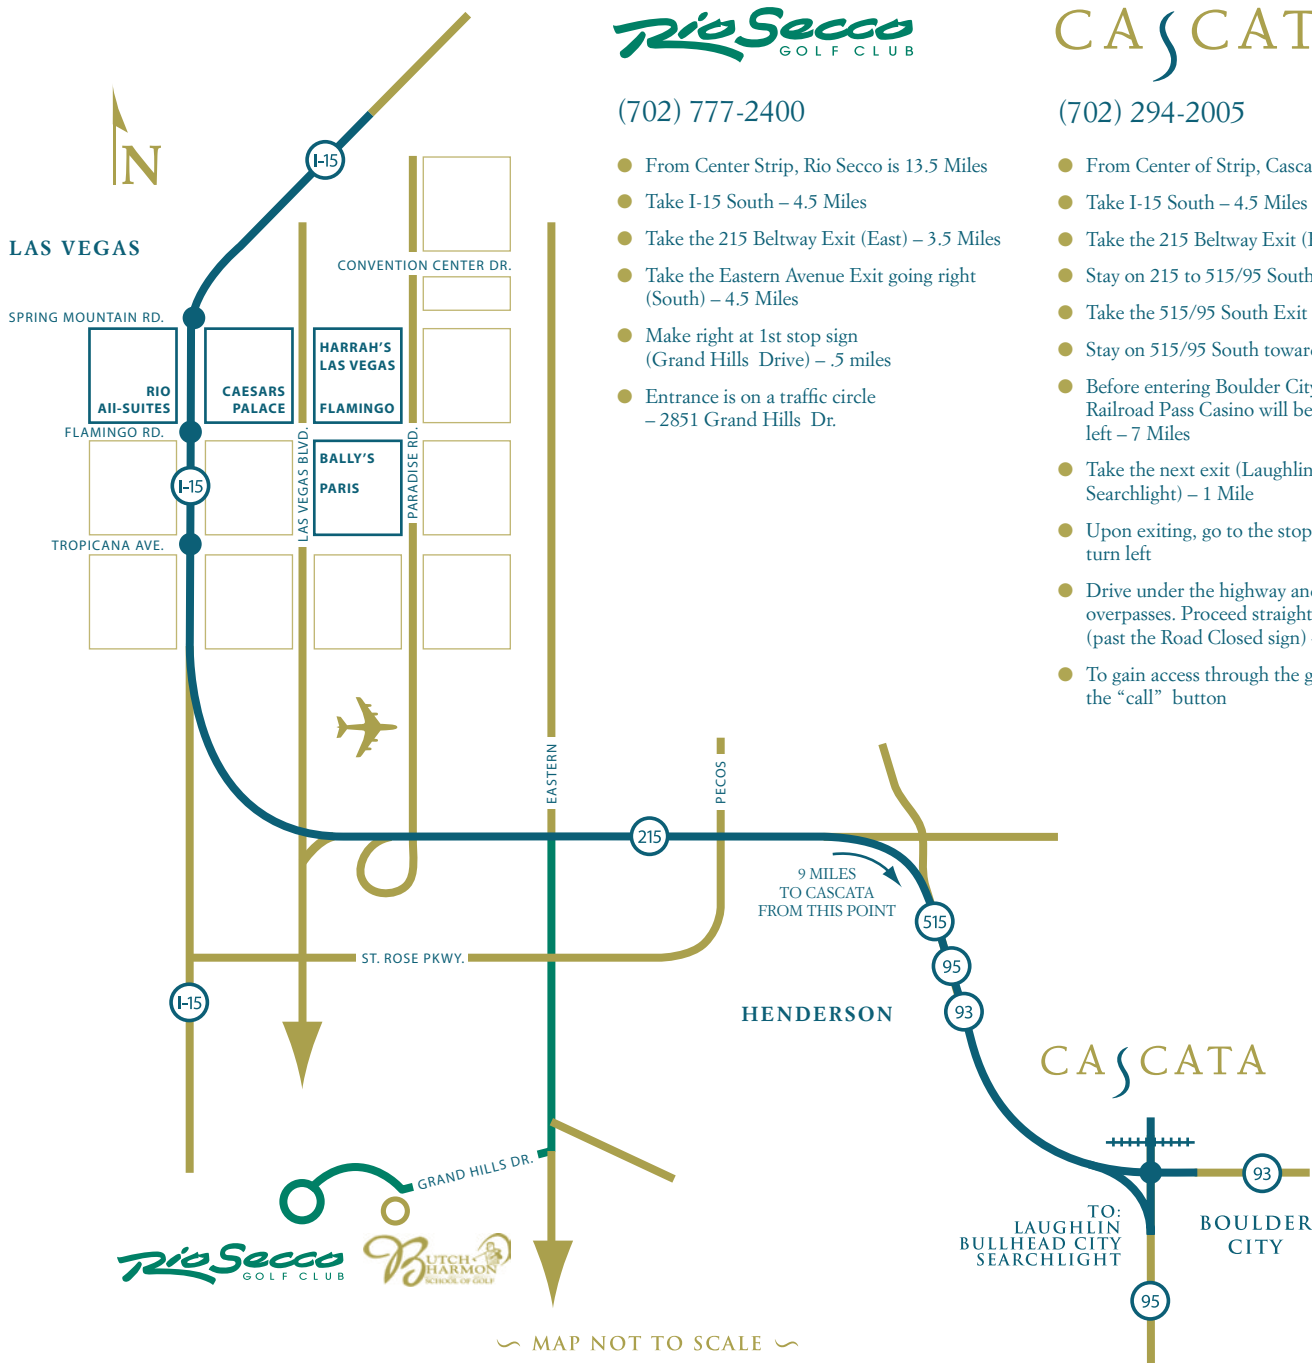 Rio Secco
GOLF CLUB
(702) 777-2400
From Center Strip, Rio Secco is 13.5 Miles
Take I-15 South – 4.5 Miles
Take the 215 Beltway Exit (East) – 3.5 Miles
Take the Eastern Avenue Exit going right
(South) – 4.5 Miles
Make right at 1st stop sign
(Grand Hills Drive) – .5 miles
Entrance is on a traffic circle
– 2851 Grand Hills Dr.
CASCAT
(702) 294-2005
From Center of Strip, Casca
Take I-15 South – 4.5 Miles
Take the 215 Beltway Exit (
Stay on 215 to 515/95 South
Take the 515/95 South Exit
Stay on 515/95 South towar
Before entering Boulder City
Railroad Pass Casino will be
left – 7 Miles
Take the next exit (Laughlin
Searchlight) – 1 Mile
Upon exiting, go to the stop
turn left
Drive under the highway an
overpasses. Proceed straight
(past the Road Closed sign)
To gain access through the g
the “call” button
N
I-15
LAS VEGAS
CONVENTION CENTER DR.
SPRING MOUNTAIN RD.
RIO
All-SUITES
CAESARS
PALACE
HARRAH'S
LAS VEGAS
FLAMINGO
FLAMINGO RD.
LAS VEGAS BLVD.
PARADISE RD.
BALLY'S
PARIS
I-15
TROPICANA AVE.
EASTERN
PECOS
215
9 MILES
TO CASCATA
FROM THIS POINT
515
95
93
ST. ROSE PKWY.
I-15
HENDERSON
CASCATA
GRAND HILLS DR.
93
TO:
LAUGHLIN
BULLHEAD CITY
SEARCHLIGHT
BOULDER
CITY
Rio Secco
GOLF CLUB
BUTCH
HARMON
SCHOOL OF GOLF
95
MAP NOT TO SCALE